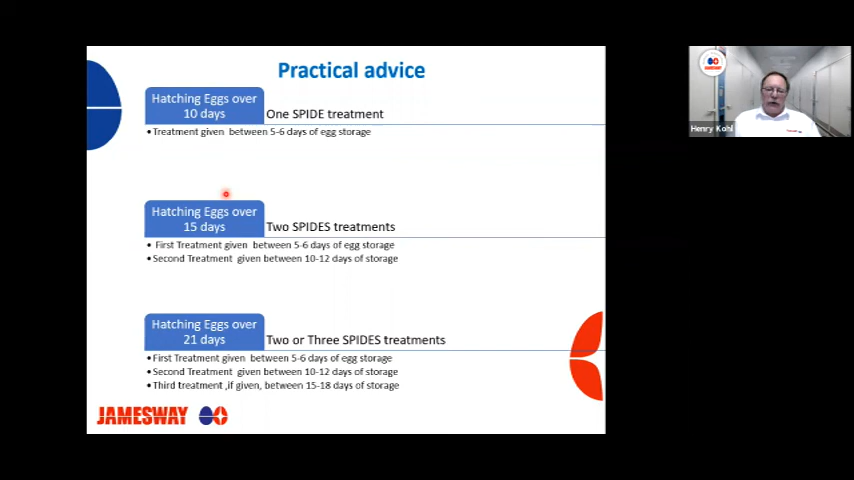 Practical advice
Hatching Eggs over
10 days
One SPIDE treatment
•Treatment given between 5-6 days of egg storage
Hatching Eggs over
15 days
Two SPIDES treatments
• First Treatment given between 5-6 days of egg storage
•Second Treatment given between 10-12 days of storage
Hatching Eggs over
21 days
Two or Three SPIDES treatments
•First Treatment given between 5-6 days of egg storage
•Second Treatment given between 10-12 days of storage
•Third treatment ,if given, between 15-18 days of storage
JAMESWAY
JAMESWAY
Henry Kohl